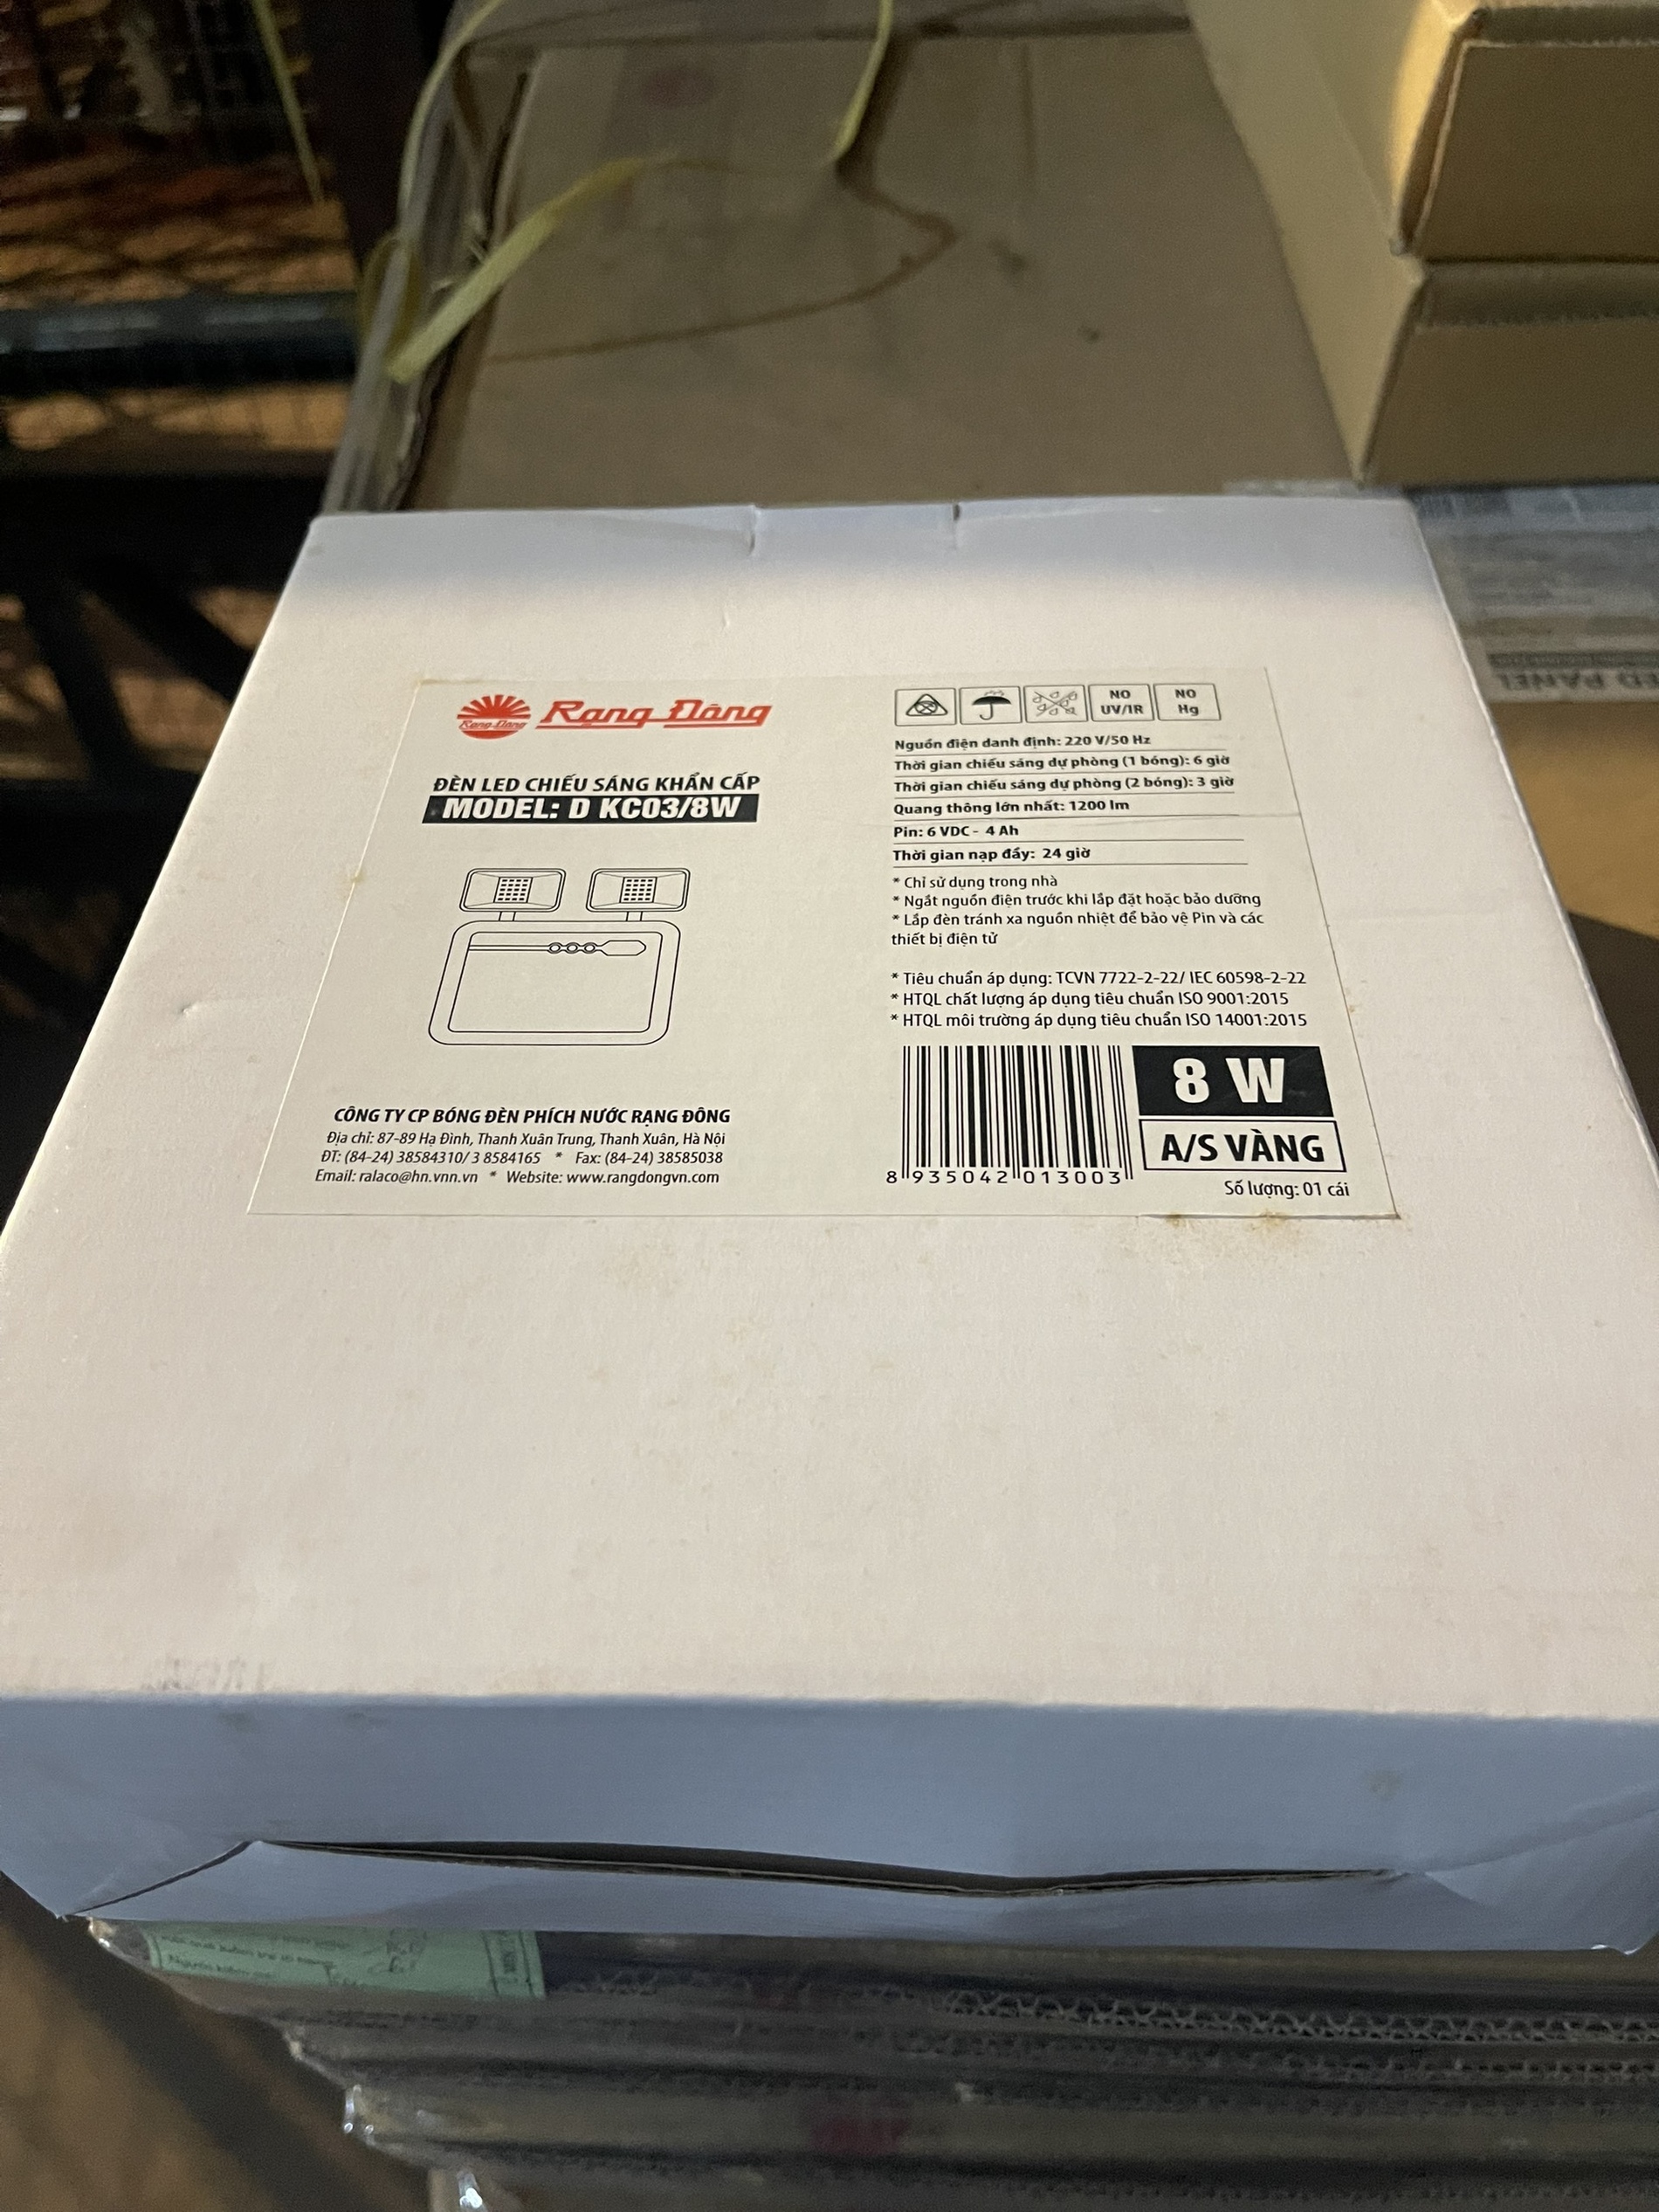 Rạng Đông
Rạng Đông
ĐÈN LED CHIẾU SÁNG KHẨN CẤP
MODEL: D KC03/8W
CÔNG TY CP BÓNG ĐÈN PHÍCH NƯỚC RẠNG ĐÔNG
Địa chỉ: 87-89 Hạ Đình, Thanh Xuân Trung, Thanh Xuân, Hà Nội
ĐT: (84-24) 38584310/ 3 8584165 * Fax: (84-24) 38585038
Email: ralaco@hn.vnn.vn * Website: www.rangdongvn.com
NO UV/IR
NO Hg
Nguồn điện danh định: 220 V/50 Hz
Thời gian chiếu sáng dự phòng (1 bóng): 6 giờ
Thời gian chiếu sáng dự phòng (2 bóng): 3 giờ
Quang thông lớn nhất: 1200 lm
Pin: 6 VDC - 4 Ah
Thời gian nạp đầy: 24 giờ
* Chỉ sử dụng trong nhà
* Ngắt nguồn điện trước khi lắp đặt hoặc bảo dưỡng
* Lắp đèn tránh xa nguồn nhiệt để bảo vệ Pin và các
thiết bị điện tử
* Tiêu chuẩn áp dụng: TCVN 7722-2-22/ IEC 60598-2-22
* HTQL chất lượng áp dụng tiêu chuẩn ISO 9001:2015
* HTQL môi trường áp dụng tiêu chuẩn ISO 14001:2015
8 W
A/S VÀNG
8 935042 013003
Số lượng: 01 cái
ED PANEL